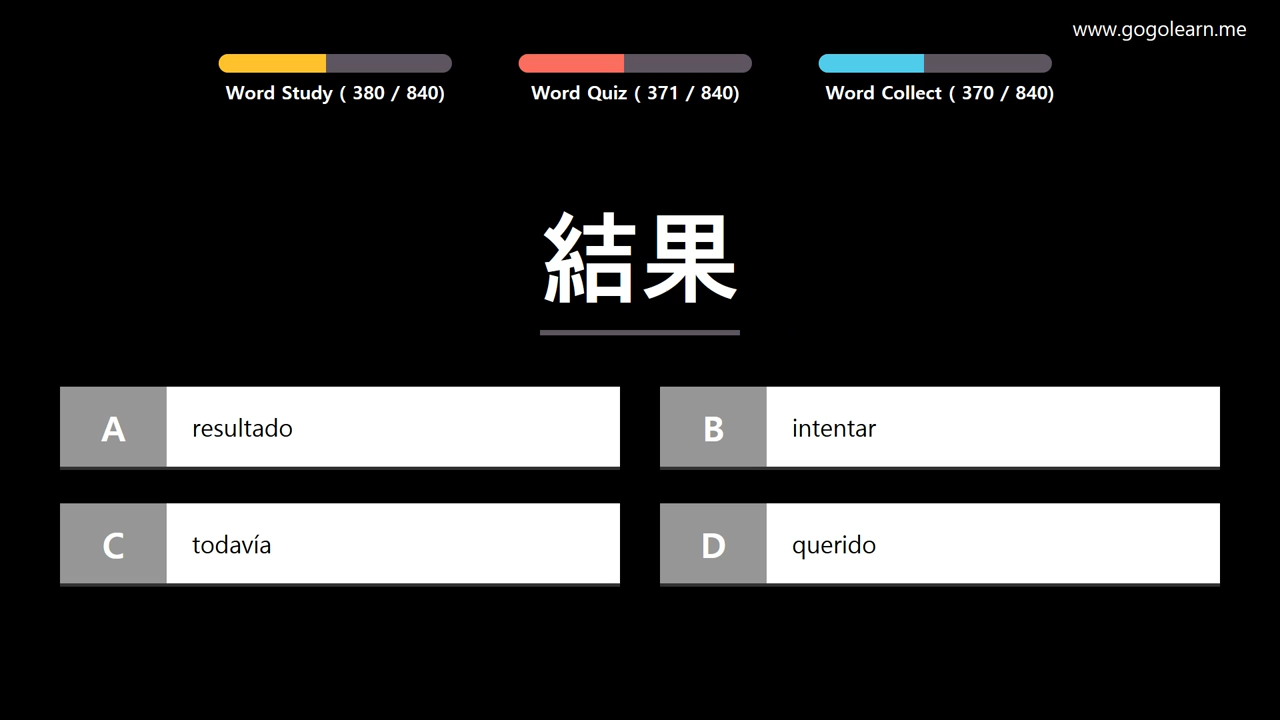 www.gogolearn.me
Word Study ( 380 / 840)
Word Quiz ( 371 / 840)
Word Collect ( 370 / 840)
結果
A resultado
B intentar
C todavía
D querido